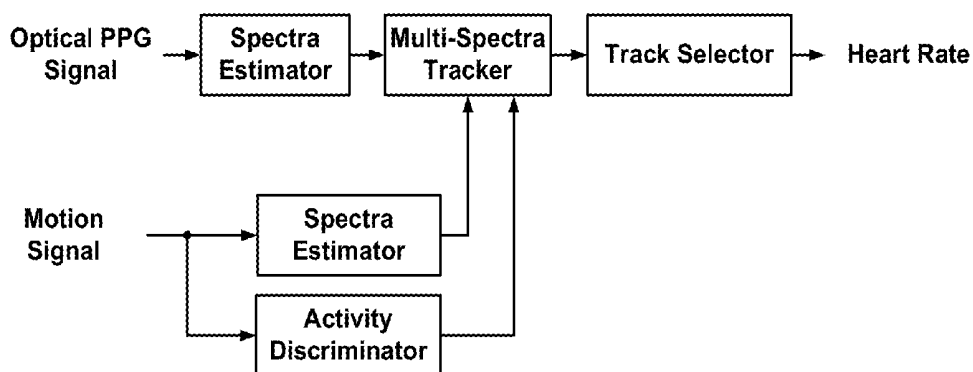 Optical PPG
Signal
Spectra
Estimator
Multi-Spectra
Tracker
Track Selector
Heart Rate
Motion
Signal
Spectra
Estimator
Activity
Discriminator